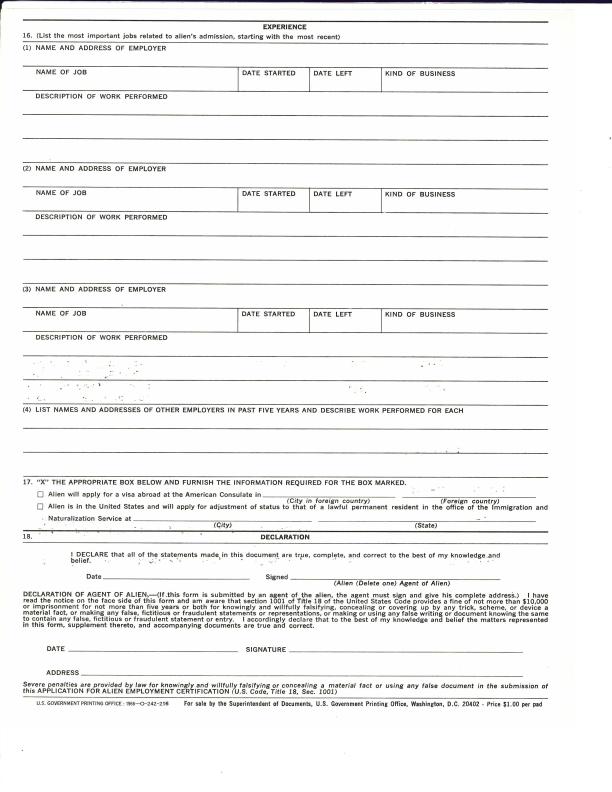 EXPERIENCE
16. (List the most important jobs related to alien's admission, starting with the most recent)
(1) NAME AND ADDRESS OF EMPLOYER
NAME OF JOB DATE STARTED DATE LEFT KIND OF BUSINESS
DESCRIPTION OF WORK PERFORMED
(2) NAME AND ADDRESS OF EMPLOYER
NAME OF JOB DATE STARTED DATE LEFT KIND OF BUSINESS
DESCRIPTION OF WORK PERFORMED
(3) NAME AND ADDRESS OF EMPLOYER
NAME OF JOB DATE STARTED DATE LEFT KIND OF BUSINESS
DESCRIPTION OF WORK PERFORMED
(4) LIST NAMES AND ADDRESSES OF OTHER EMPLOYERS IN PAST FIVE YEARS AND DESCRIBE WORK PERFORMED FOR EACH
17. "X" THE APPROPRIATE BOX BELOW AND FURNISH THE INFORMATION REQUIRED FOR THE BOX MARKED.
☐ Alien will apply for a visa abroad at the American Consulate in
(City in foreign country) (Foreign country)
☐ Alien is in the United States and will apply for adjustment of status to that of a lawful permanent resident in the office of the Immigration and
Naturalization Service at
(City) (State)
18. DECLARATION
I DECLARE that all of the statements made in this document are true, complete, and correct to the best of my knowledge and
belief.
Date Signed
(Alien (Delete one) Agent of Alien)
DECLARATION OF AGENT OF ALIEN.—(If this form is submitted by an agent of the alien, the agent must sign and give his complete address.) I have
read the notice on the face side of this form and am aware that section 1001 of Title 18 of the United States Code provides a fine of not more than $10,000
or imprisonment for not more than five years or both for knowingly and willfully falsifying, concealing or covering up by any trick, scheme, or device a
material fact, or making any false, fictitious or fraudulent statements or representations, or making or using any false writing or document knowing the same
to contain any false, fictitious or fraudulent statement or entry. I accordingly declare that to the best of my knowledge and belief the matters represented
in this form, supplement thereto, and accompanying documents are true and correct.
DATE SIGNATURE
ADDRESS
Severe penalties are provided by law for knowingly and willfully falsifying or concealing a material fact or using any false document in the submission of
this APPLICATION FOR ALIEN EMPLOYMENT CERTIFICATION (U.S. Code, Title 18, Sec. 1001)
U.S. GOVERNMENT PRINTING OFFICE: 1966—O-242-298 For sale by the Superintendent of Documents, U.S. Government Printing Office, Washington, D.C. 20402 - Price $1.00 per pad